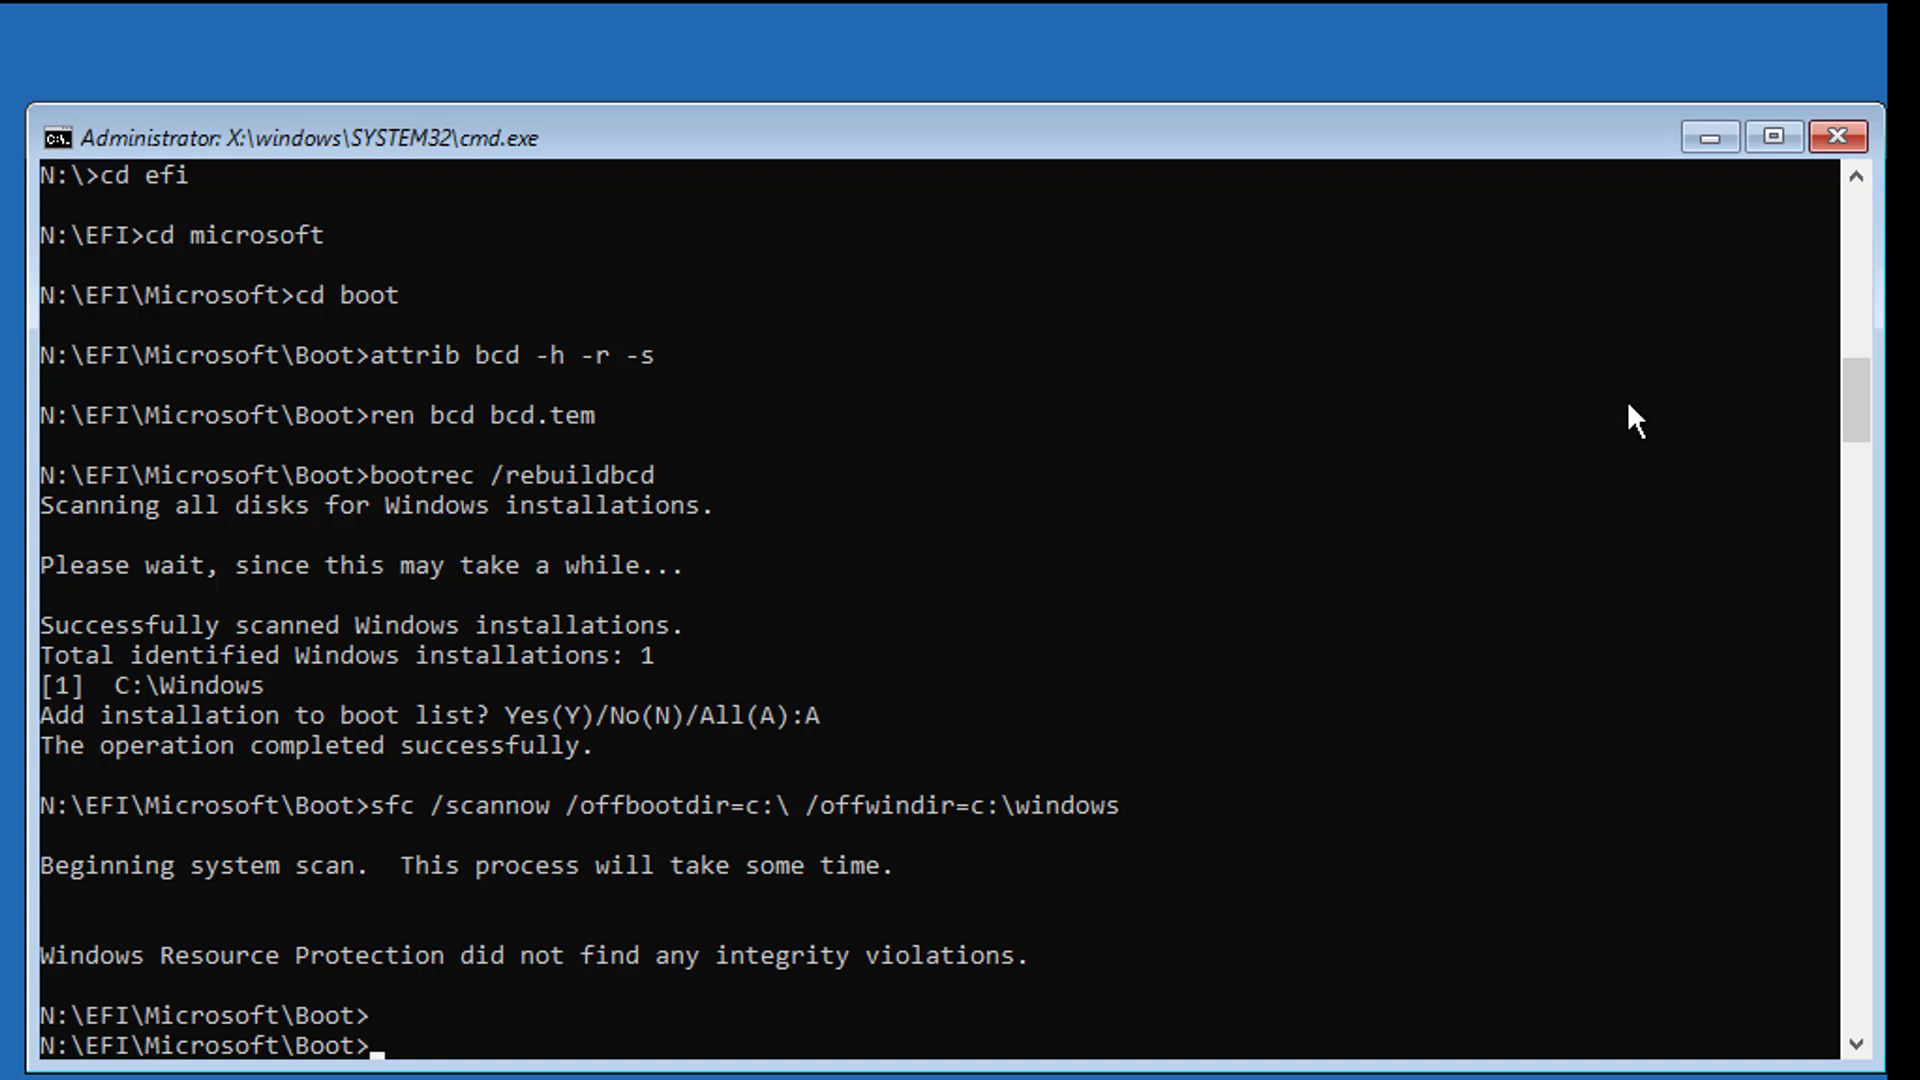 Administrator: X:\windows\SYSTEM32\cmd.exe
N:\>cd efi
N:\EFI>cd microsoft
N:\EFI\Microsoft>cd boot
N:\EFI\Microsoft\Boot>attrib bcd -h -r -s
N:\EFI\Microsoft\Boot>ren bcd bcd.tem
N:\EFI\Microsoft\Boot>bootrec /rebuildbcd
Scanning all disks for Windows installations.
Please wait, since this may take a while...
Successfully scanned Windows installations.
Total identified Windows installations: 1
[1]  C:\Windows
Add installation to boot list? Yes(Y)/No(N)/All(A):A
The operation completed successfully.
N:\EFI\Microsoft\Boot>sfc /scannow /offbootdir=c:\ /offwindir=c:\windows
Beginning system scan.  This process will take some time.
Windows Resource Protection did not find any integrity violations.
N:\EFI\Microsoft\Boot>
N:\EFI\Microsoft\Boot>